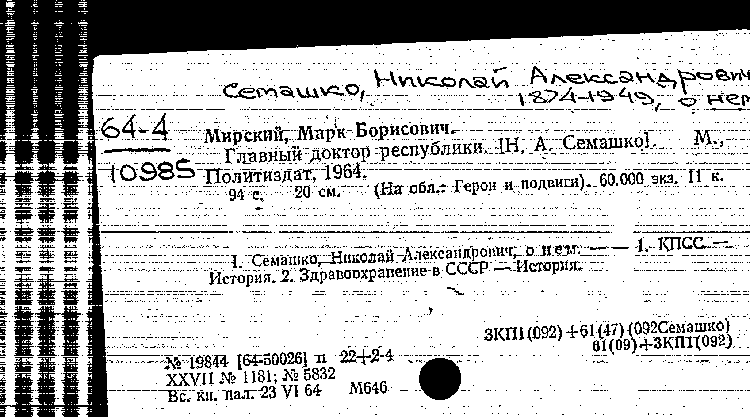 Семашко, Николай Александрович
1874-1949, о нем
64-4
10985
Мирский, Марк Борисович.
Главный доктор республики. [Н. А. Семашко]. М.,
Политиздат, 1964.
94 с. 20 см. (На обл.: Герои и подвиги). 60.000 экз. 11 к.
1. Семашко, Николай Александрович, о нем. — — 1. КПСС —
История. 2. Здравоохранение в СССР — История.
3КП1(092)+61(47)(092Семашко)
61(09)+3КП1(092)
№ 19844 [64-50026] п 22+2-4
XXVII № 1181; № 5832
Вс. кн. пал. 23 VI 64 М646